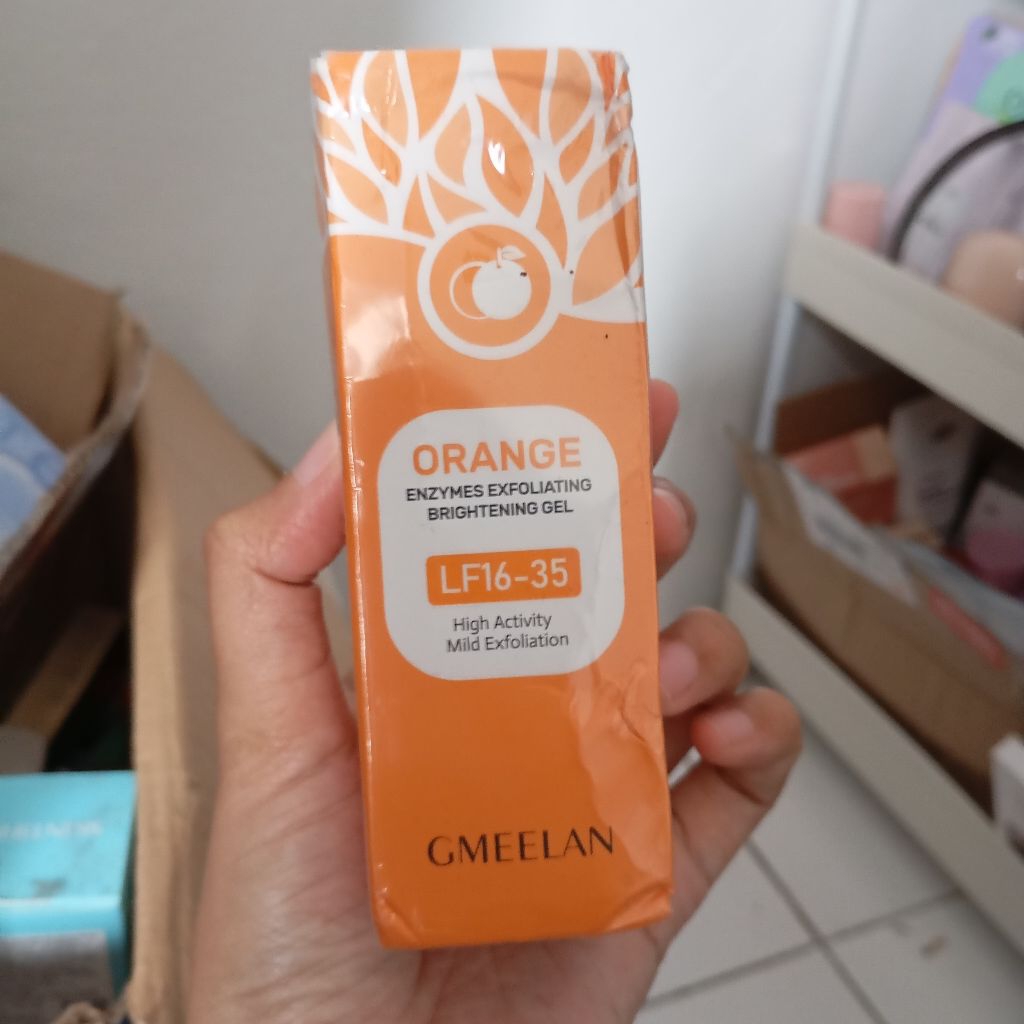 ORANGE
ENZYMES EXFOLIATING
BRIGHTENING GEL
LF16-35
High Activity
Mild Exfoliation
GMEELAN